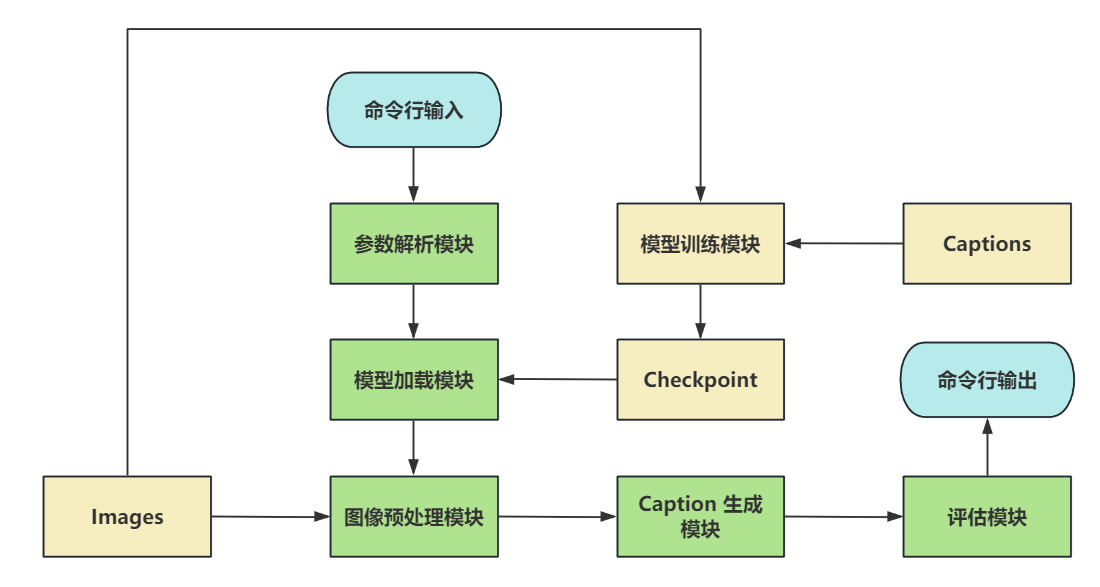 命令行输入
参数解析模块
模型训练模块
Captions
模型加载模块
Checkpoint
命令行输出
Images
图像预处理模块
Caption 生成
模块
评估模块